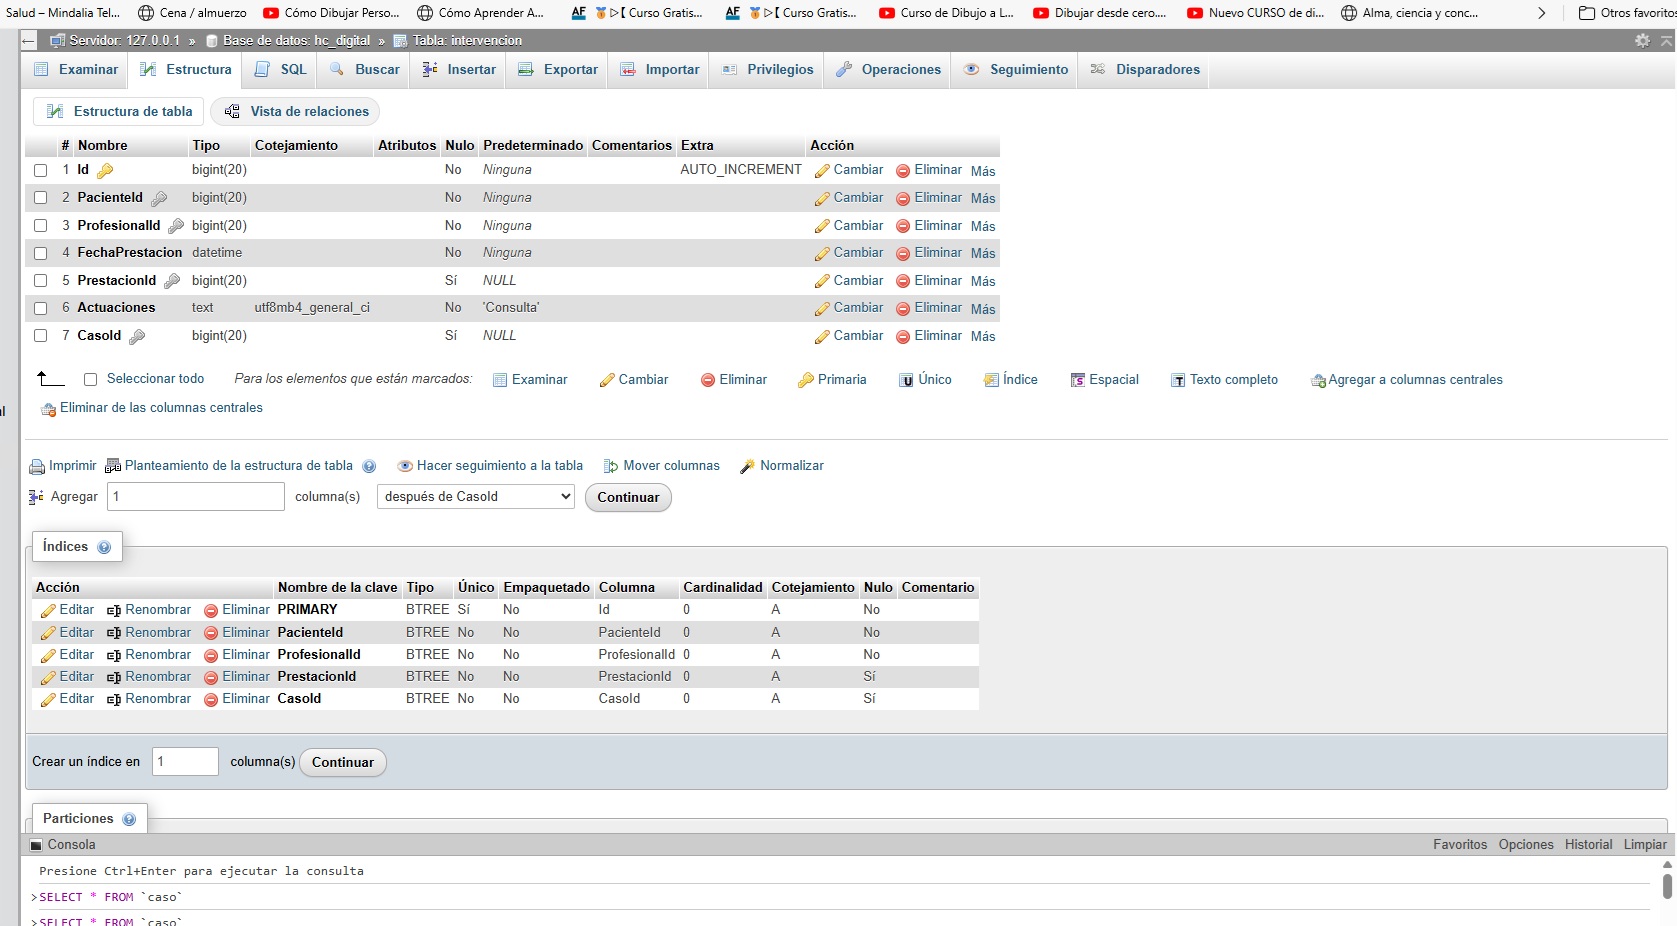 Salud – Mindalia Tel... Cena / almuerzo Cómo Dibujar Perso... Cómo Aprender A... AF ▷【 Curso Gratis... AF ▷【 Curso Gratis... Curso de Dibujo a L... Dibujar desde cero.... Nuevo CURSO de di... Alma, ciencia y conc... Otros favoritos
Servidor: 127.0.0.1 » Base de datos: hc_digital » Tabla: intervencion
Examinar Estructura SQL Buscar Insertar Exportar Importar Privilegios Operaciones Seguimiento Disparadores
Estructura de tabla Vista de relaciones
# Nombre Tipo Cotejamiento Atributos Nulo Predeterminado Comentarios Extra Acción
1 Id bigint(20) No Ninguna AUTO_INCREMENT Cambiar Eliminar Más
2 PacienteId bigint(20) No Ninguna Cambiar Eliminar Más
3 ProfesionalId bigint(20) No Ninguna Cambiar Eliminar Más
4 FechaPrestacion datetime No Ninguna Cambiar Eliminar Más
5 PrestacionId bigint(20) Sí NULL Cambiar Eliminar Más
6 Actuaciones text utf8mb4_general_ci No 'Consulta' Cambiar Eliminar Más
7 CasoId bigint(20) Sí NULL Cambiar Eliminar Más
Seleccionar todo Para los elementos que están marcados: Examinar Cambiar Eliminar Primaria Único Índice Espacial Texto completo Agregar a columnas centrales
Eliminar de las columnas centrales
Imprimir Planteamiento de la estructura de tabla Hacer seguimiento a la tabla Mover columnas Normalizar
Agregar 1 columna(s) después de CasoId Continuar
Índices
Acción Nombre de la clave Tipo Único Empaquetado Columna Cardinalidad Cotejamiento Nulo Comentario
Editar Renombrar Eliminar PRIMARY BTREE Sí No Id 0 A No
Editar Renombrar Eliminar PacienteId BTREE No No PacienteId 0 A No
Editar Renombrar Eliminar ProfesionalId BTREE No No ProfesionalId 0 A No
Editar Renombrar Eliminar PrestacionId BTREE No No PrestacionId 0 A Sí
Editar Renombrar Eliminar CasoId BTREE No No CasoId 0 A Sí
Crear un índice en 1 columna(s) Continuar
Particiones
Consola Favoritos Opciones Historial Limpiar
Presione Ctrl+Enter para ejecutar la consulta
>SELECT * FROM `caso`
>SELECT * FROM `caso`